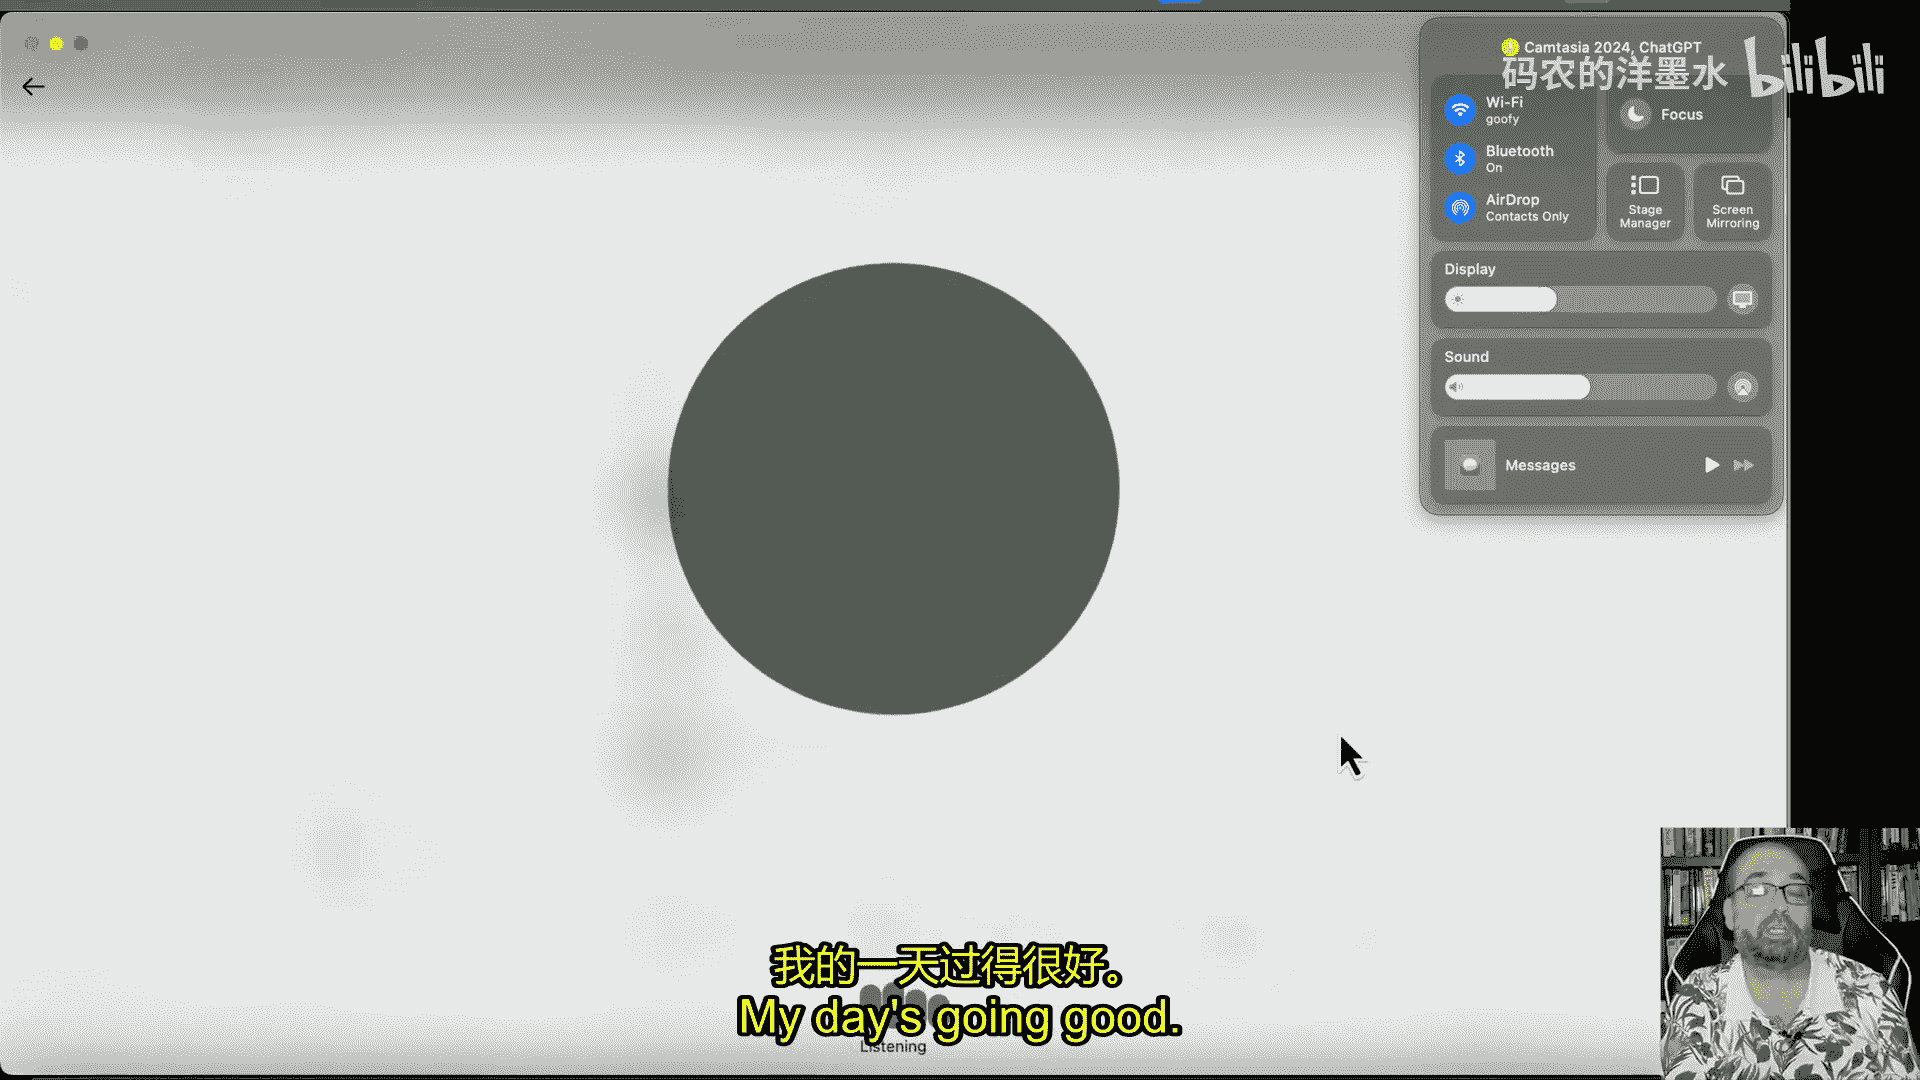 Camtasia 2024, ChatGPT
码农的洋墨水 bilibili
Wi-Fi
goofy
Focus
Bluetooth
On
AirDrop
Contacts Only
Stage
Manager
Screen
Mirroring
Display
Sound
Messages
我的一天过得很好。
My day's going good.
Listening